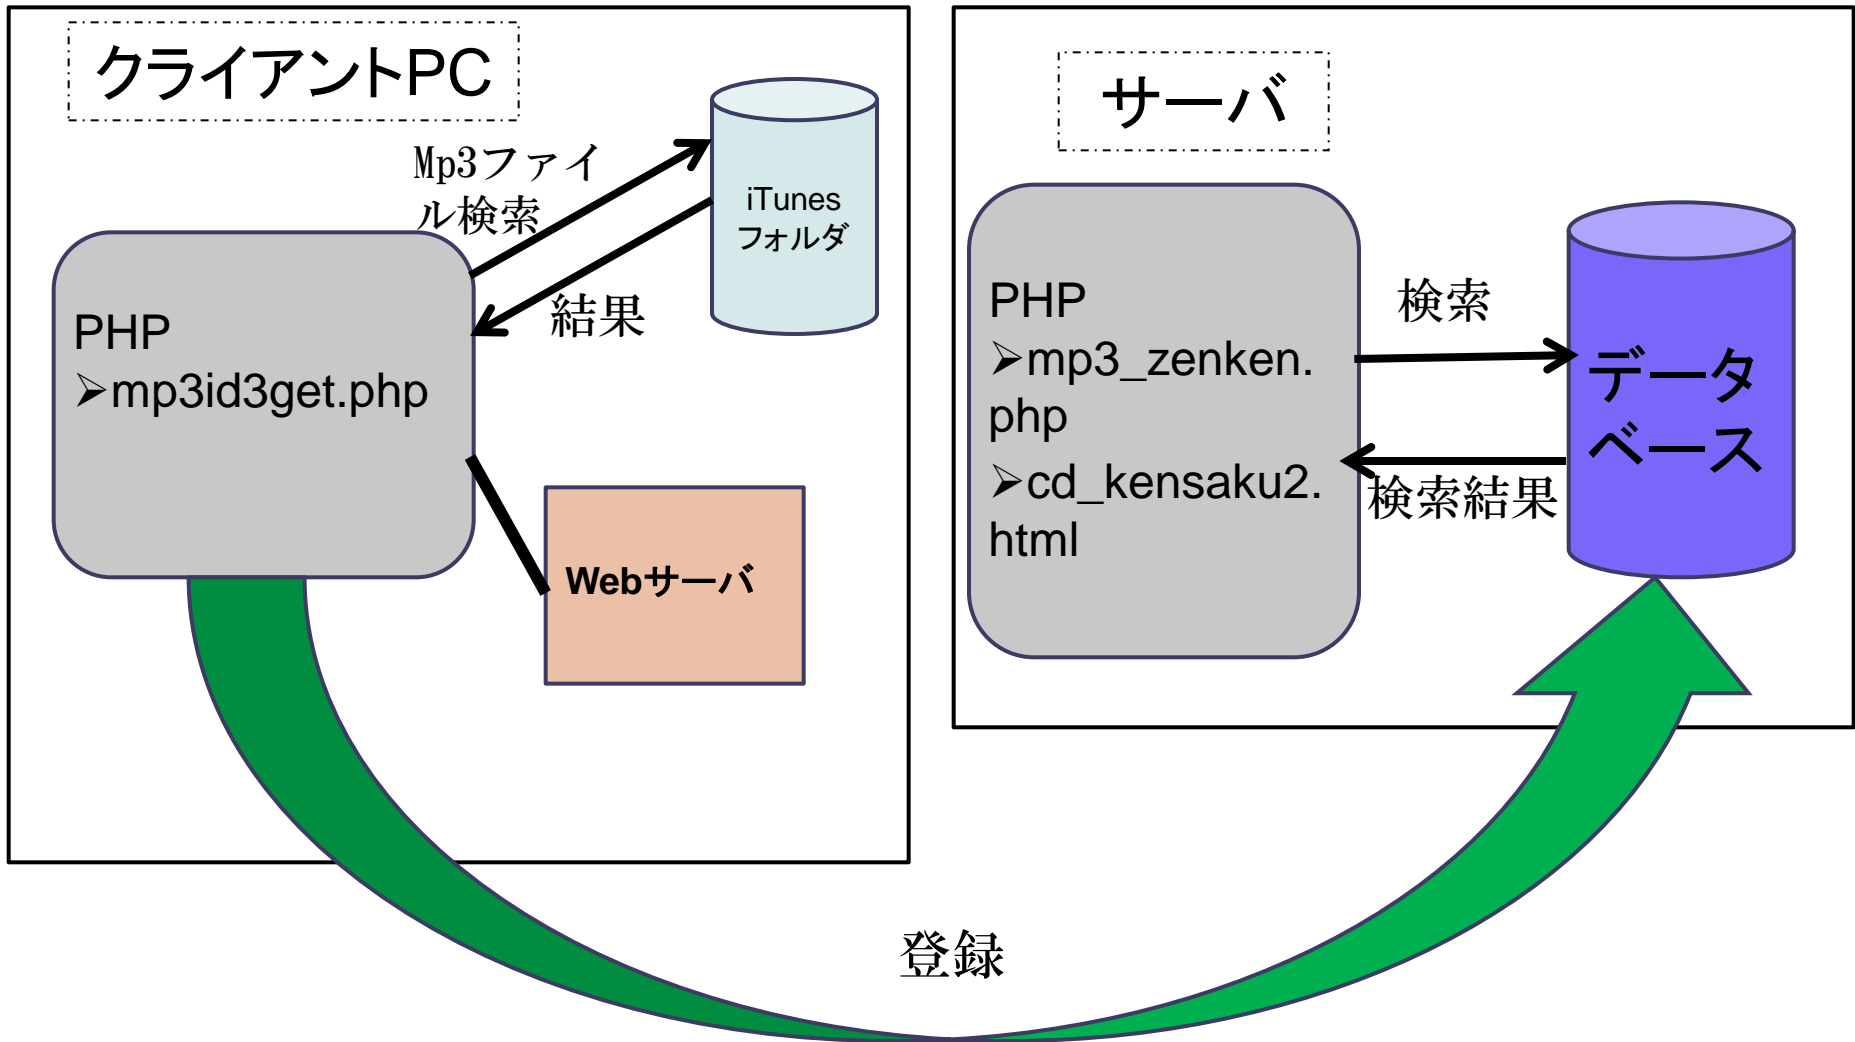 クライアントPC
Mp3ファイ
ル検索
iTunes
フォルダ
結果
PHP
➢mp3id3get.php
Webサーバ
サーバ
PHP
➢mp3_zenken.
php
➢cd_kensaku2.
html
検索
検索結果
データ
ベース
登録